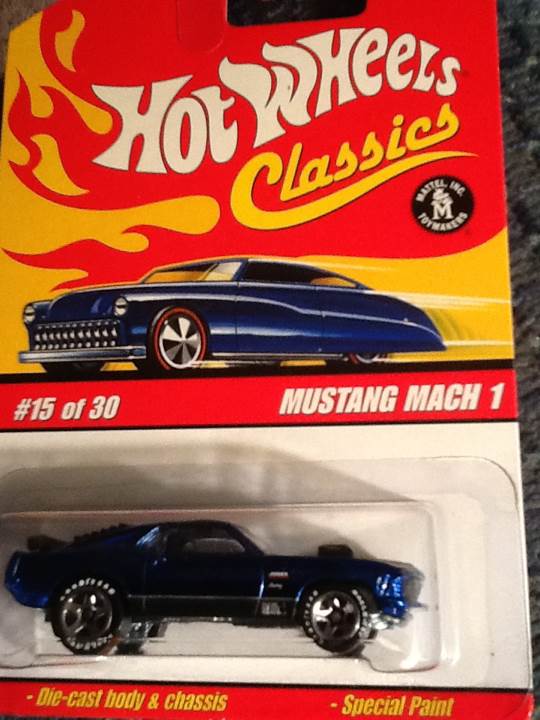 Hot Wheels
Classics
MATTEL, INC.
M
TOYMAKERS
#15 of 30 MUSTANG MACH 1
GOODYEAR
- Die-cast body & chassis - Special Paint